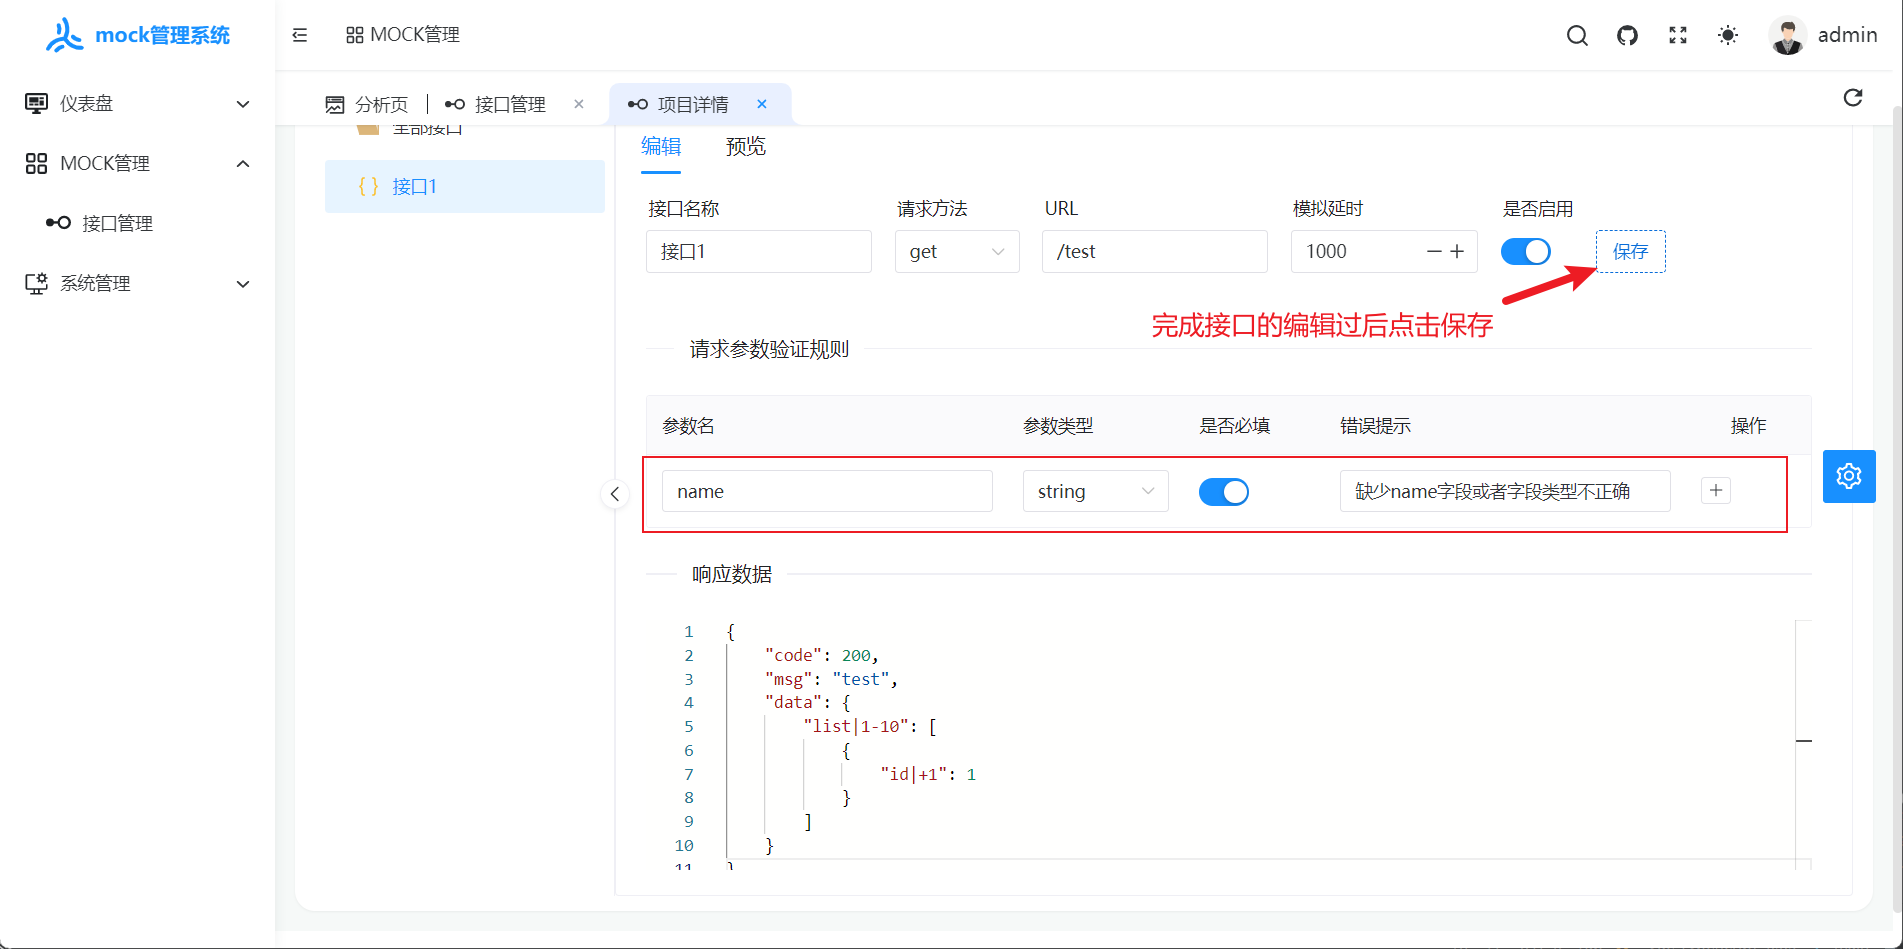 mock管理系统
MOCK管理
admin
仪表盘
MOCK管理
接口管理
系统管理
分析页
接口管理
项目详情
全部接口
{ } 接口1
编辑
预览
接口名称
请求方法
URL
模拟延时
是否启用
接口1
get
/test
1000
保存
完成接口的编辑过后点击保存
请求参数验证规则
参数名
参数类型
是否必填
错误提示
操作
name
string
缺少name字段或者字段类型不正确
响应数据
1 {
2 "code": 200,
3 "msg": "test",
4 "data": {
5 "list|1-10": [
6 {
7 "id|+1": 1
8 }
9 ]
10 }
11 }